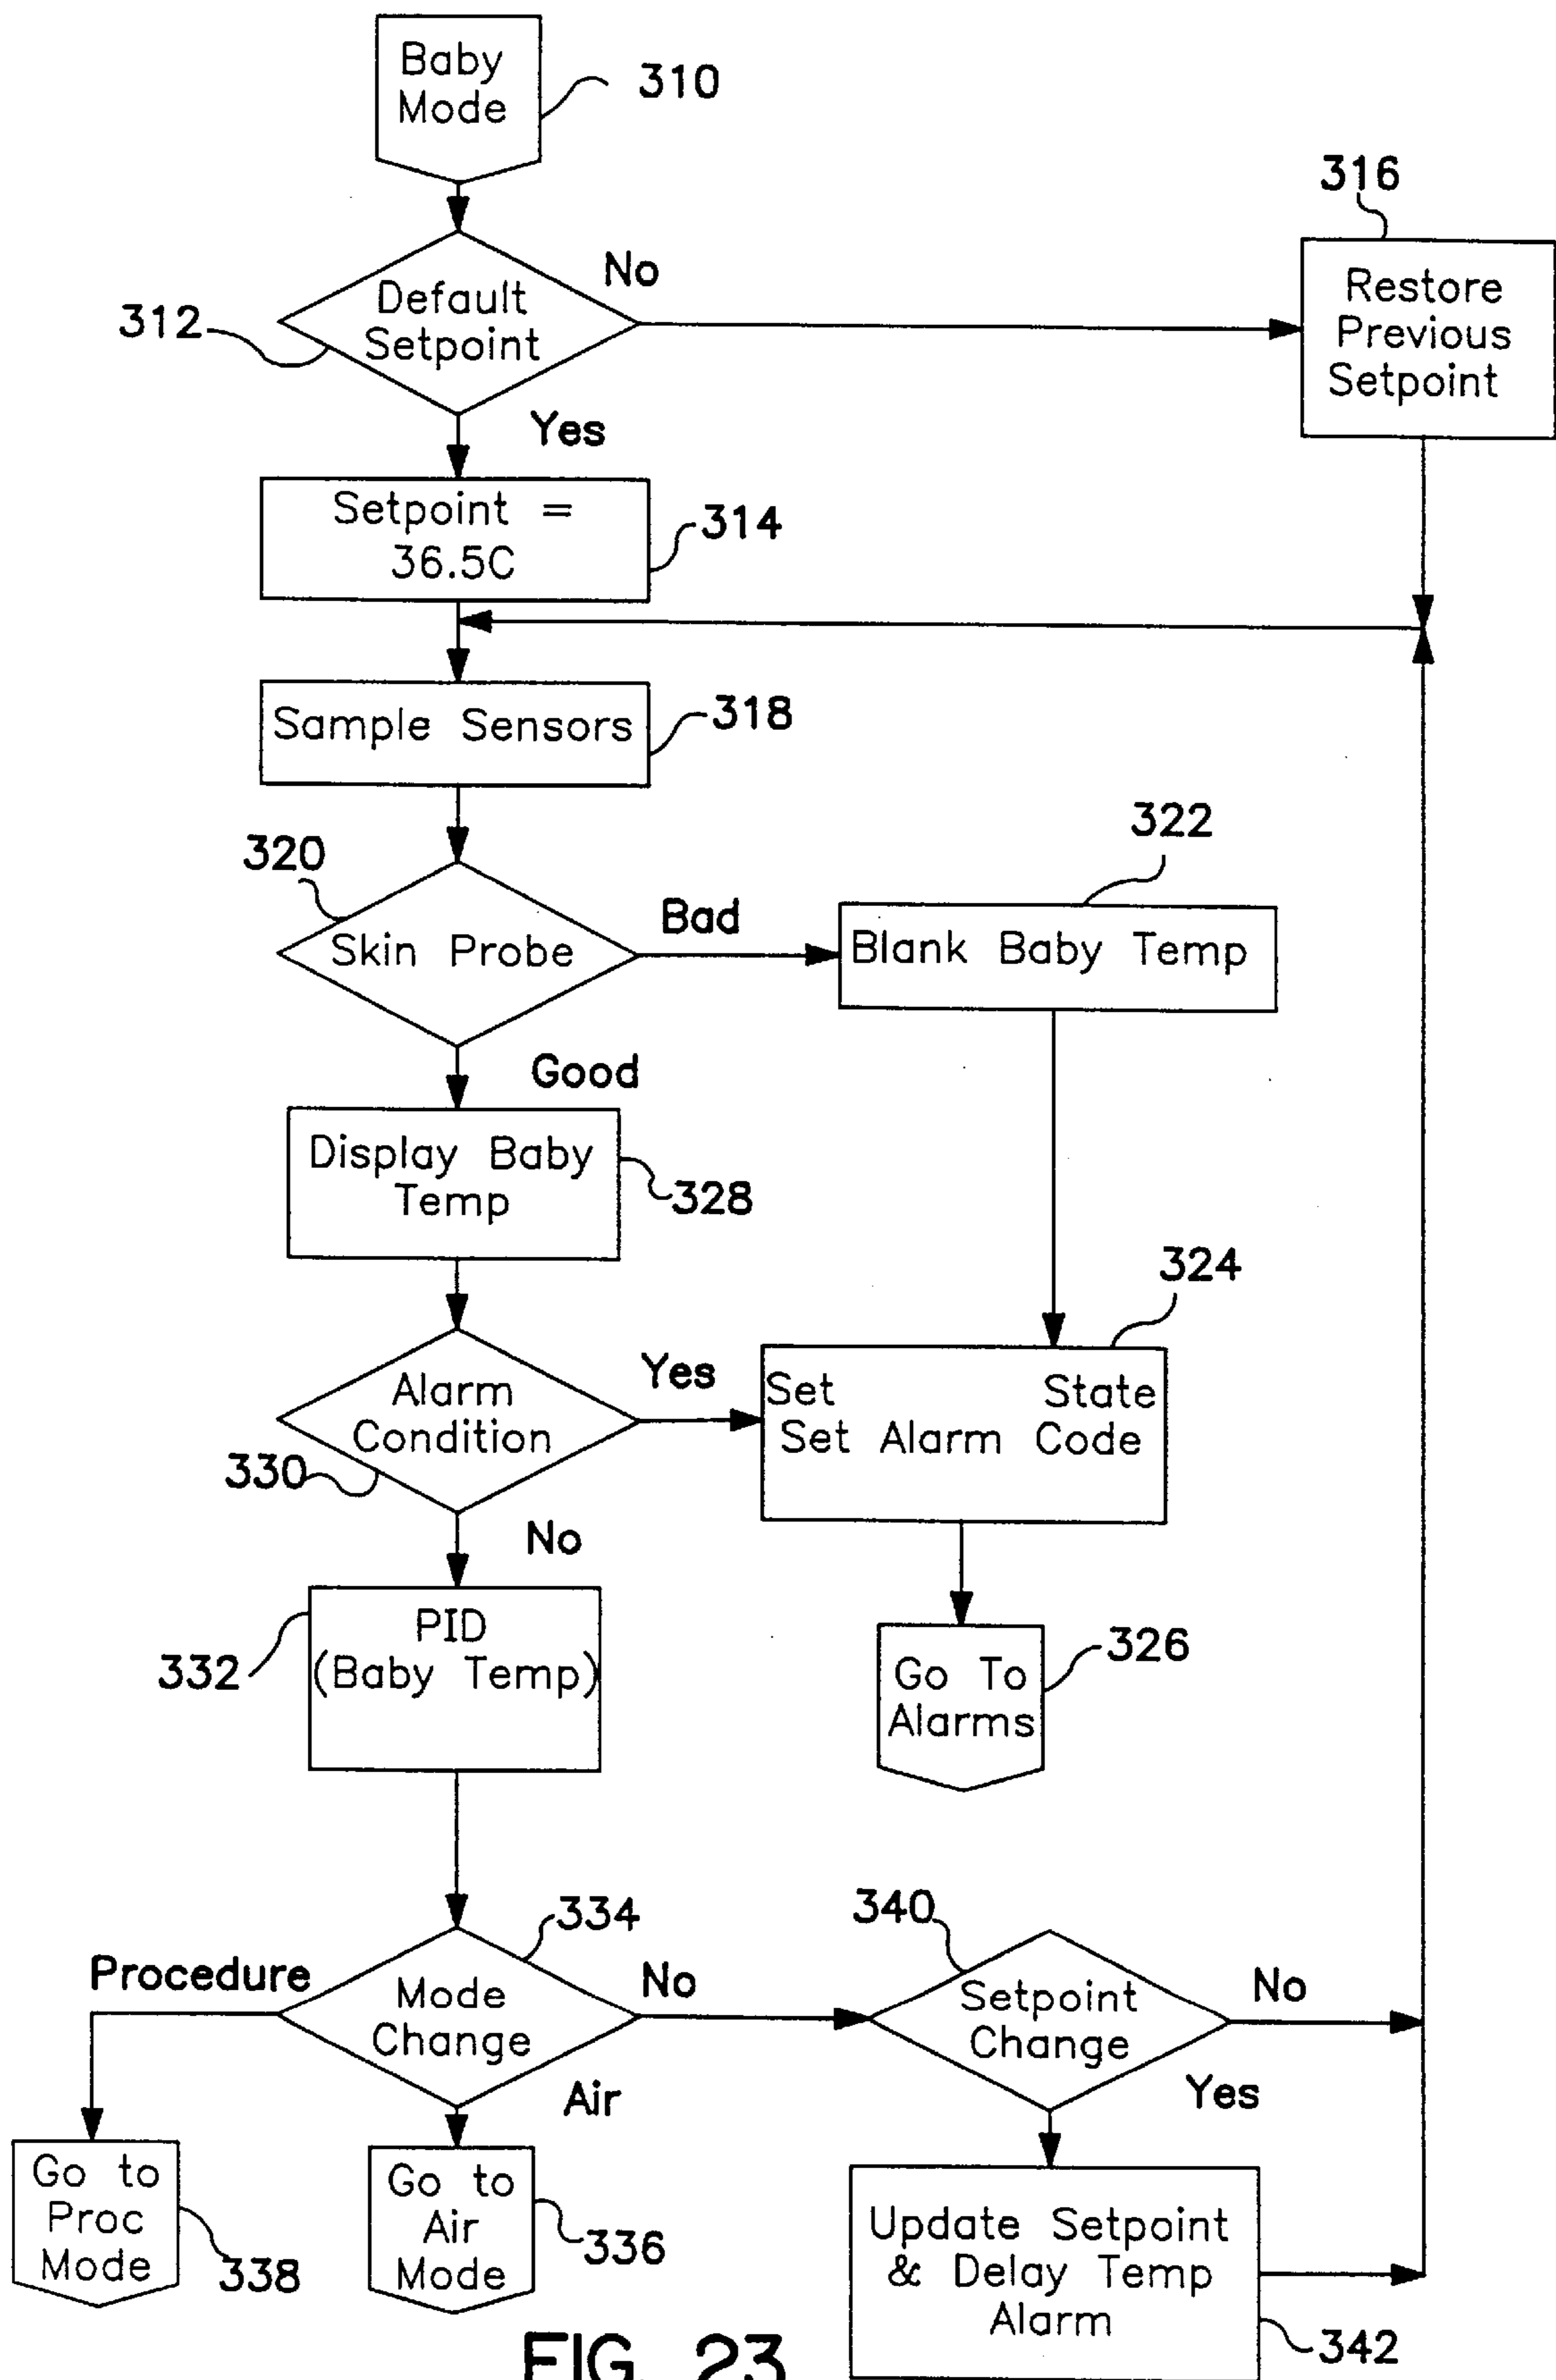 Baby
Mode
310
316
Default
Setpoint
No
312
Restore
Previous
Setpoint
Yes
Setpoint =
36.5C
314
Sample Sensors
318
320
Skin Probe
Bad
322
Blank Baby Temp
Good
Display Baby
Temp
328
324
Alarm
Condition
Yes
330
Set State
Set Alarm Code
No
PID
(Baby Temp)
332
Go To
Alarms
326
334
340
Procedure
Mode
Change
No
Setpoint
Change
No
Air
Yes
Go to
Proc
Mode
338
Go to
Air
Mode
336
Update Setpoint
& Delay Temp
Alarm
342
FIG. 23